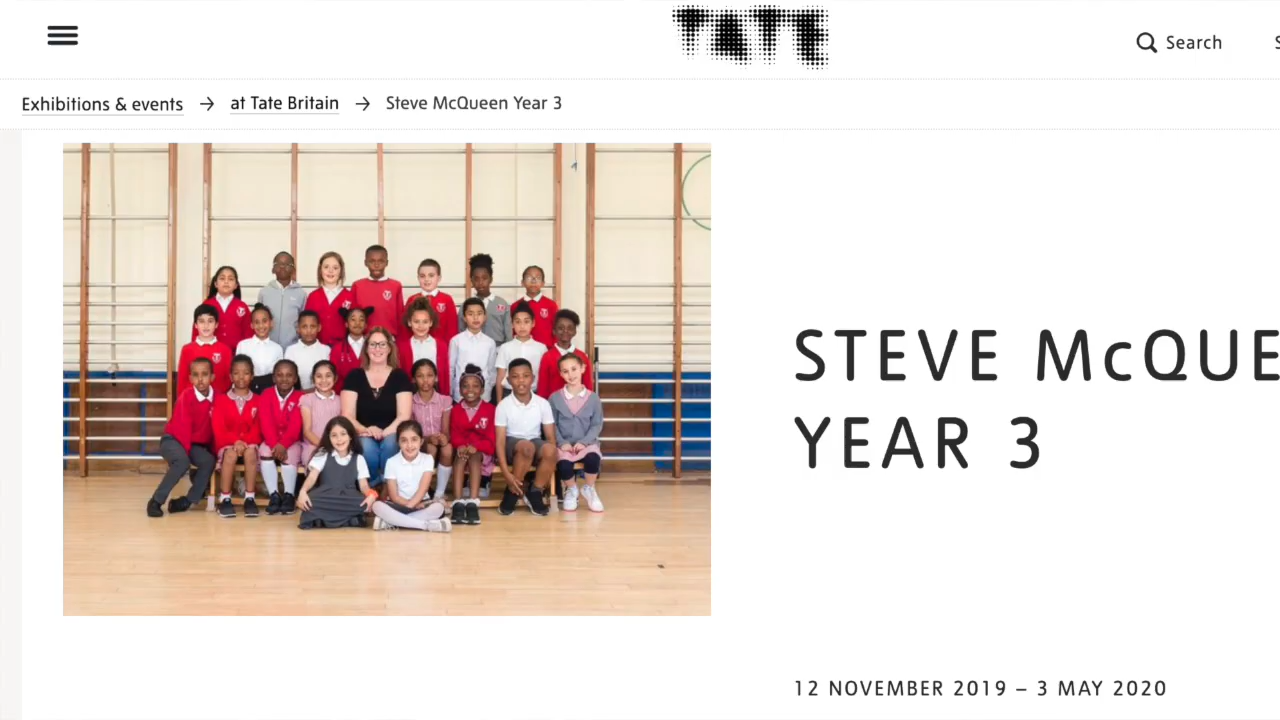 TATE
Search
Exhibitions & events → at Tate Britain → Steve McQueen Year 3
STEVE McQUE
YEAR 3
12 NOVEMBER 2019 – 3 MAY 2020